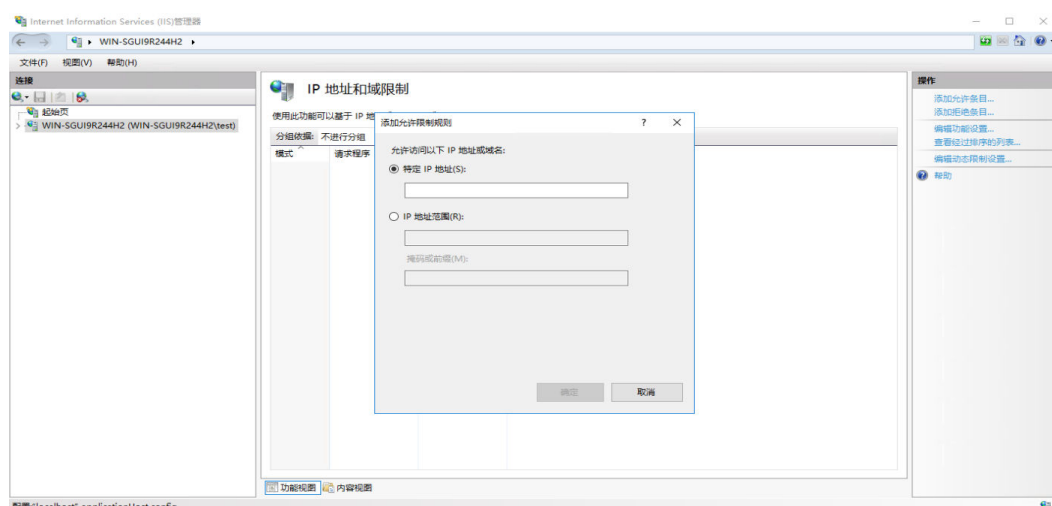 Internet Information Services (IIS)管理器
WIN-SGUI9R244H2
文件(F) 视图(V) 帮助(H)
连接
起始页
WIN-SGUI9R244H2 (WIN-SGUI9R244H2\test)
IP 地址和域限制
使用此功能可以基于 IP 地
分组依据: 不进行分组
模式 请求程序
添加允许限制规则 ?
允许访问以下 IP 地址或域名:
特定 IP 地址(S):
IP 地址范围(R):
掩码或前缀(M):
确定 取消
功能视图 内容视图
操作
添加允许条目...
添加拒绝条目...
编辑功能设置...
查看经过排序的列表...
编辑动态限制设置...
帮助